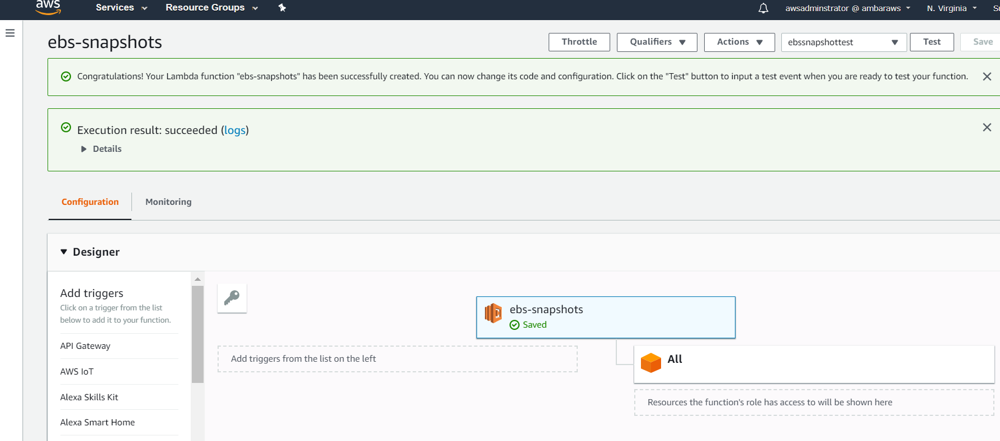 aws
Services
Resource Groups
awsadminstrator @ ambaraws
N. Virginia
ebs-snapshots
Throttle
Qualifiers
Actions
ebssnapshottest
Test
Save
Congratulations! Your Lambda function "ebs-snapshots" has been successfully created. You can now change its code and configuration. Click on the "Test" button to input a test event when you are ready to test your function.
Execution result: succeeded (logs)
Details
Configuration
Monitoring
Designer
Add triggers
Click on a trigger from the list
below to add it to your function.
API Gateway
AWS IoT
Alexa Skills Kit
Alexa Smart Home
Add triggers from the list on the left
ebs-snapshots
Saved
All
Resources the function's role has access to will be shown here